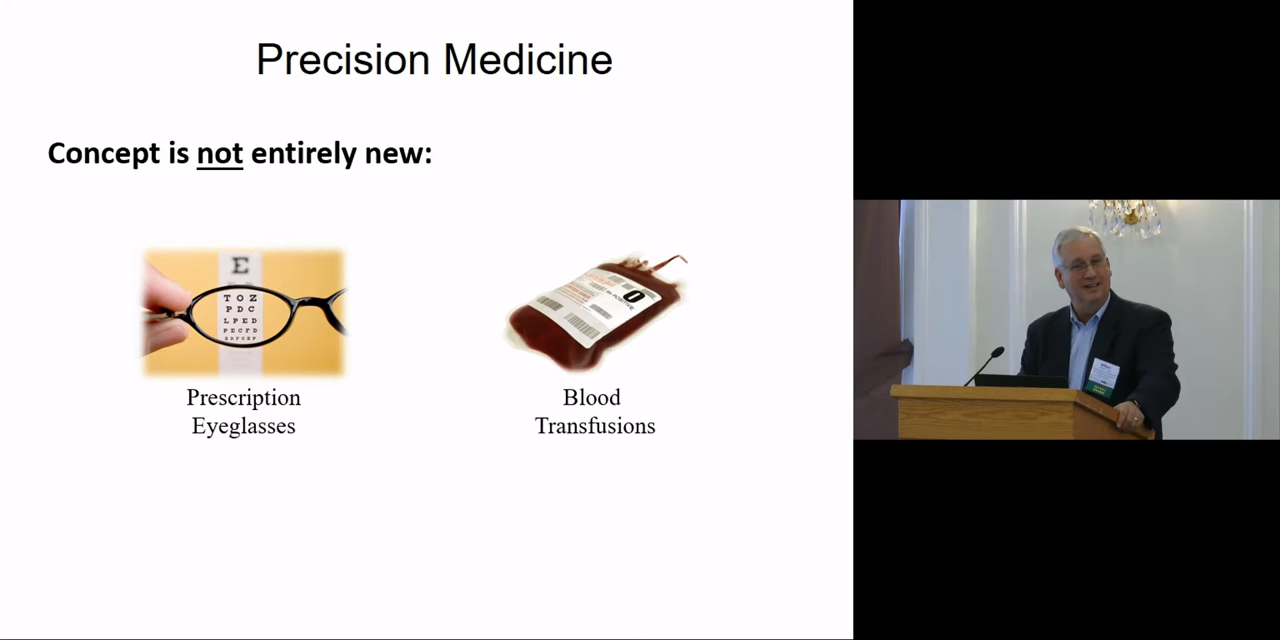 Precision Medicine
Concept is not entirely new:
E
T O Z
P D C
L P E D
P E C F D
O
Prescription
Eyeglasses
Blood
Transfusions